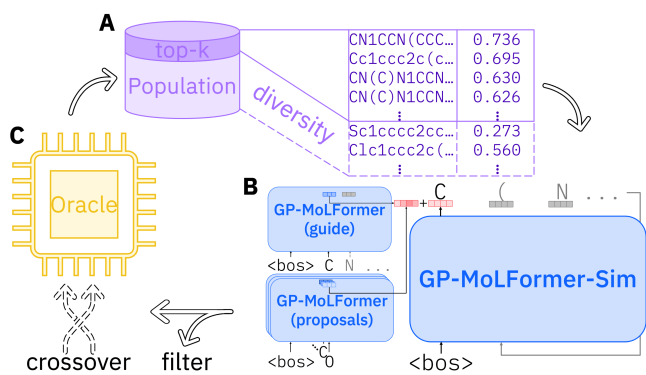 A
top-k
Population
diversity
CN1CCN(CCC… 0.736
Cc1ccc2c(c… 0.695
CN(C)N1CCN… 0.630
CN(C)N1CCN… 0.626
⋮ ⋮
Sc1cccc2cc… 0.273
Clc1ccc2c(… 0.560
⋮ ⋮
C
Oracle
crossover
filter
B
GP-MoLFormer
(guide)
<bos> C N ...
GP-MoLFormer
(proposals)
<bos> C
O
+ C ( N ...
GP-MoLFormer-Sim
<bos>